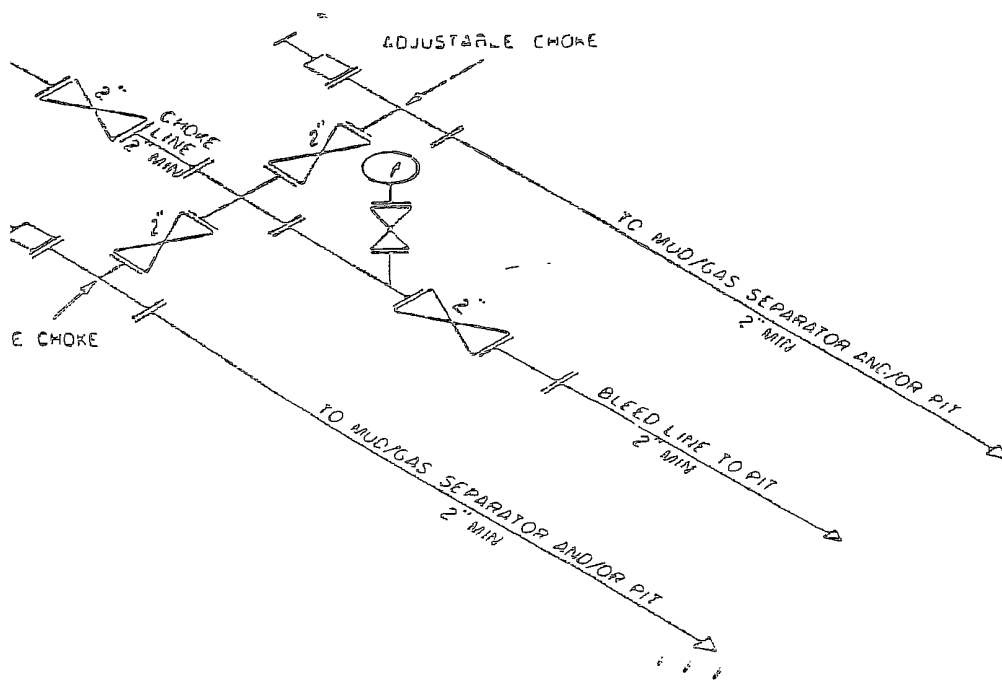 ADJUSTABLE CHOKE
2"
CHOKE
LINE
2" MIN
2"
2"
2"
E CHOKE
TO MUD/GAS SEPARATOR AND/OR PIT
2" MIN
BLEED LINE TO PIT
2" MIN
TO MUD/GAS SEPARATOR AND/OR PIT
2" MIN